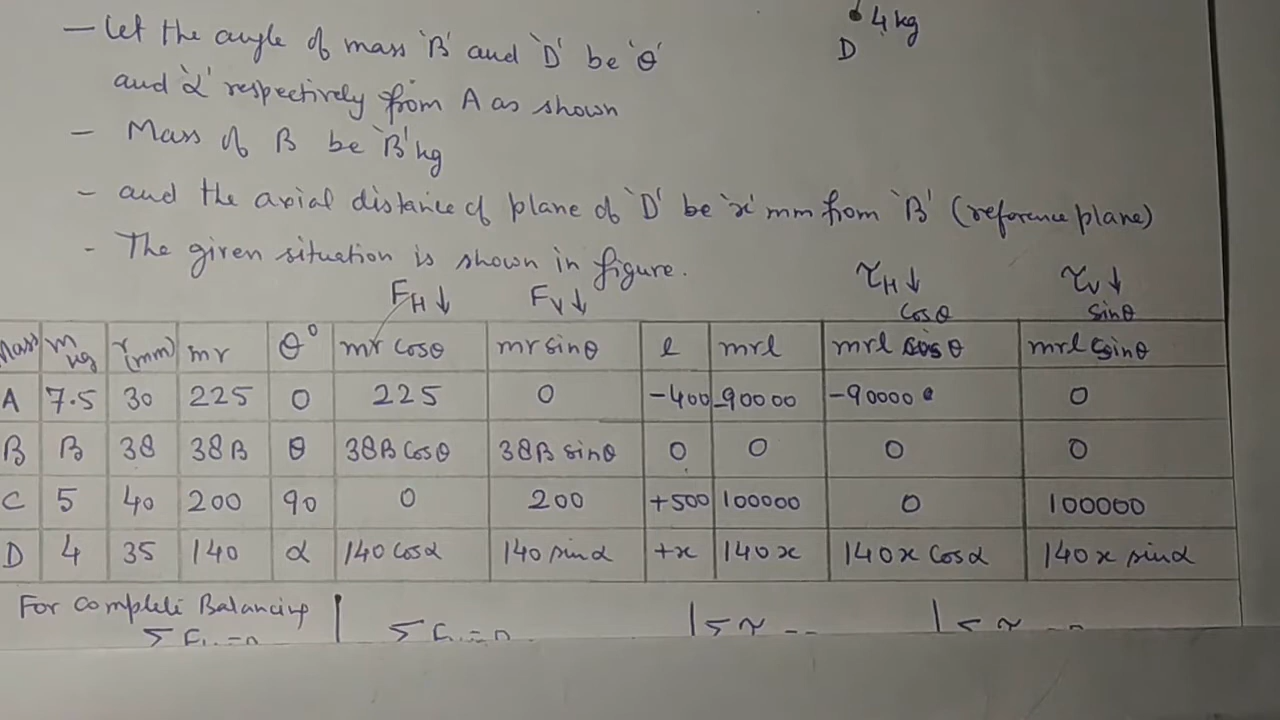 4 kg
D
— Let the angle of mass 'B' and 'D' be 'θ'
and 'α' respectively from A as shown
- Mass of B be 'B' kg
- and the axial distance of plane of 'D' be 'x' mm from 'B' (reference plane)
- The given situation is shown in figure.
F_H↓ F_V↓ τ_H↓ τ_V↓
cosθ sinθ
Mass m kg r(mm) mr θ° mr cosθ mr sinθ l mrl mrl θ mrl sinθ
A 7.5 30 225 0 225 0 -400 -90000 -90000 0
B B 38 38B θ 38B Cosθ 38B sinθ 0 0 0 0
C 5 40 200 90 0 200 +500 100000 0 100000
D 4 35 140 α 140 cosα 140 sinα +x 140x 140x Cosα 140x sinα
For Complete Balancing